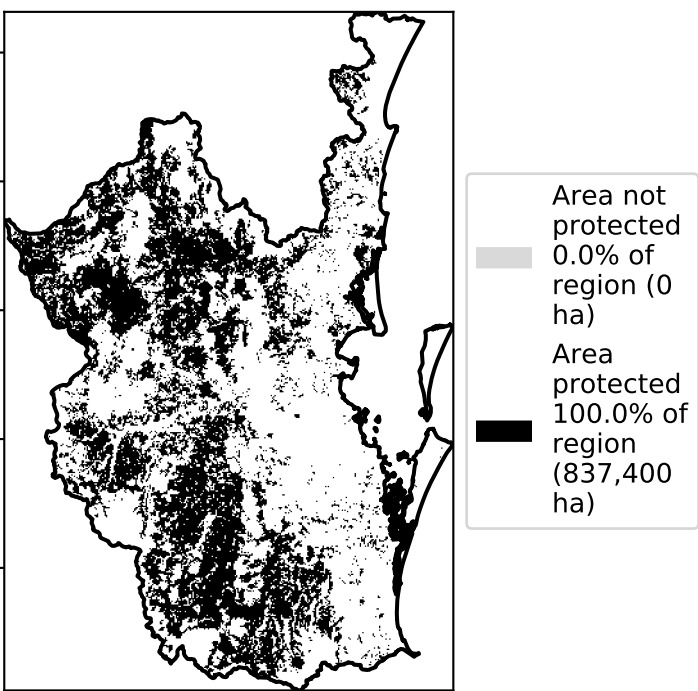 Area not
protected
0.0% of
region (0
ha)
Area
protected
100.0% of
region
(837,400
ha)